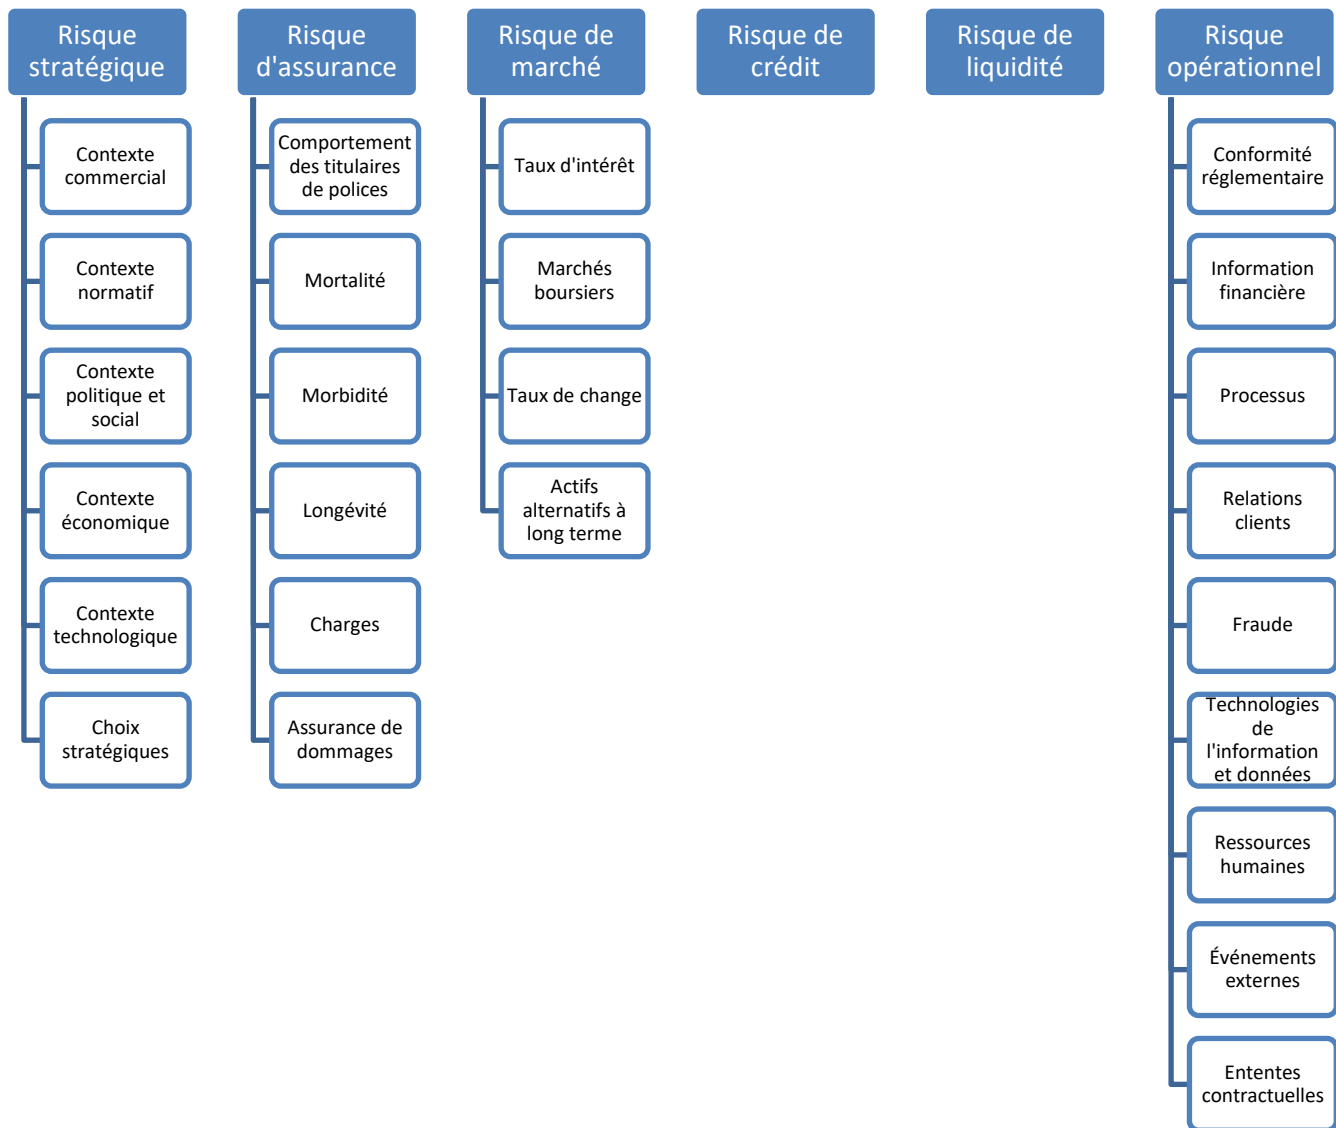 Risque
stratégique
Contexte
commercial
Contexte
normatif
Contexte
politique et
social
Contexte
économique
Contexte
technologique
Choix
stratégiques
Risque
d'assurance
Comportement
des titulaires
de polices
Mortalité
Morbidité
Longévité
Charges
Assurance de
dommages
Risque de
marché
Taux d'intérêt
Marchés
boursiers
Taux de change
Actifs
alternatifs à
long terme
Risque de
crédit
Risque de
liquidité
Risque
opérationnel
Conformité
réglementaire
Information
financière
Processus
Relations
clients
Fraude
Technologies
de
l'information
et données
Ressources
humaines
Événements
externes
Ententes
contractuelles